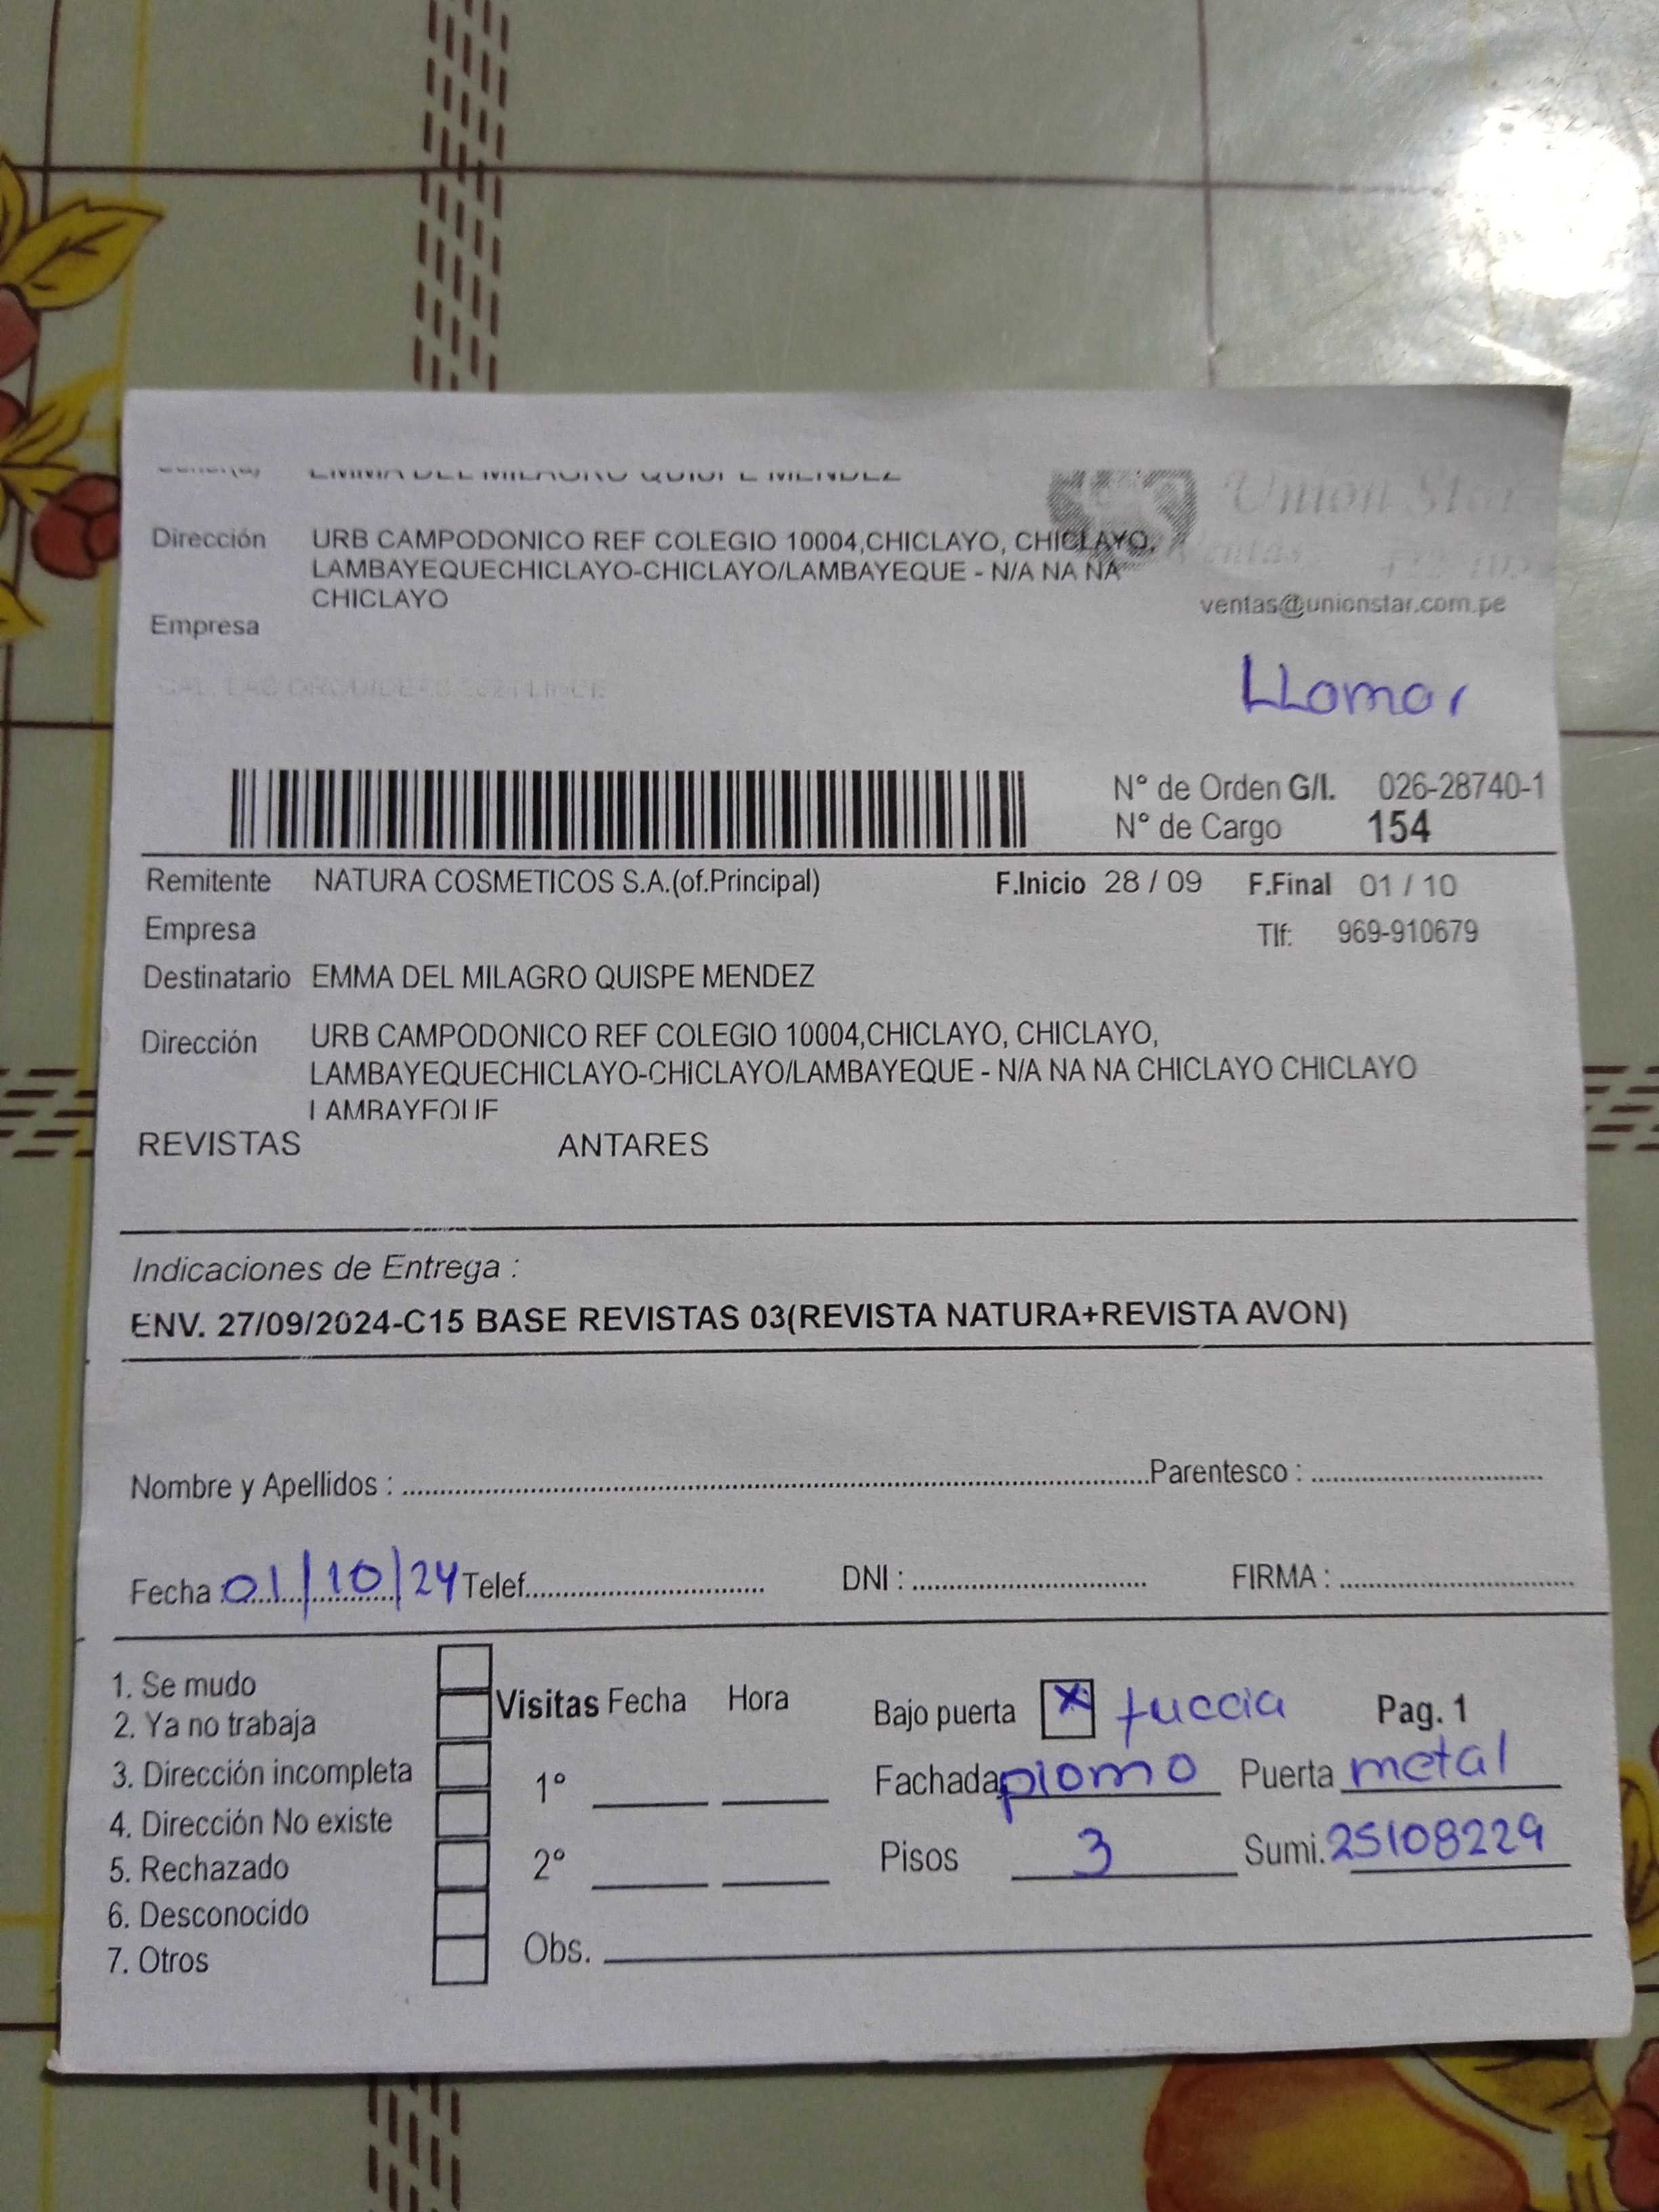 Señor(a) EMMA DEL MILAGRO QUISPE MENDEZ
Union Star
Dirección URB CAMPODONICO REF COLEGIO 10004,CHICLAYO, CHICLAYO,
LAMBAYEQUECHICLAYO-CHICLAYO/LAMBAYEQUE - N/A NA NA
CHICLAYO
ventas@unionstar.com.pe
Empresa
LLamar
N° de Orden G/I. 026-28740-1
N° de Cargo 154
Remitente NATURA COSMETICOS S.A.(of.Principal) F.Inicio 28 / 09 F.Final 01 / 10
Empresa Tlf: 969-910679
Destinatario EMMA DEL MILAGRO QUISPE MENDEZ
Dirección URB CAMPODONICO REF COLEGIO 10004,CHICLAYO, CHICLAYO,
LAMBAYEQUECHICLAYO-CHICLAYO/LAMBAYEQUE - N/A NA NA CHICLAYO CHICLAYO
LAMBAYEQUE
REVISTAS ANTARES
Indicaciones de Entrega :
ENV. 27/09/2024-C15 BASE REVISTAS 03(REVISTA NATURA+REVISTA AVON)
Nombre y Apellidos : Parentesco :
Fecha : 01/10/24 Telef. DNI : FIRMA :
1. Se mudo
2. Ya no trabaja
3. Dirección incompleta
4. Dirección No existe
5. Rechazado
6. Desconocido
7. Otros
Visitas Fecha Hora
1°
2°
Obs.
Bajo puerta X fuccia Pag. 1
Fachada plomo Puerta metal
Pisos 3 Sumi. 25108229